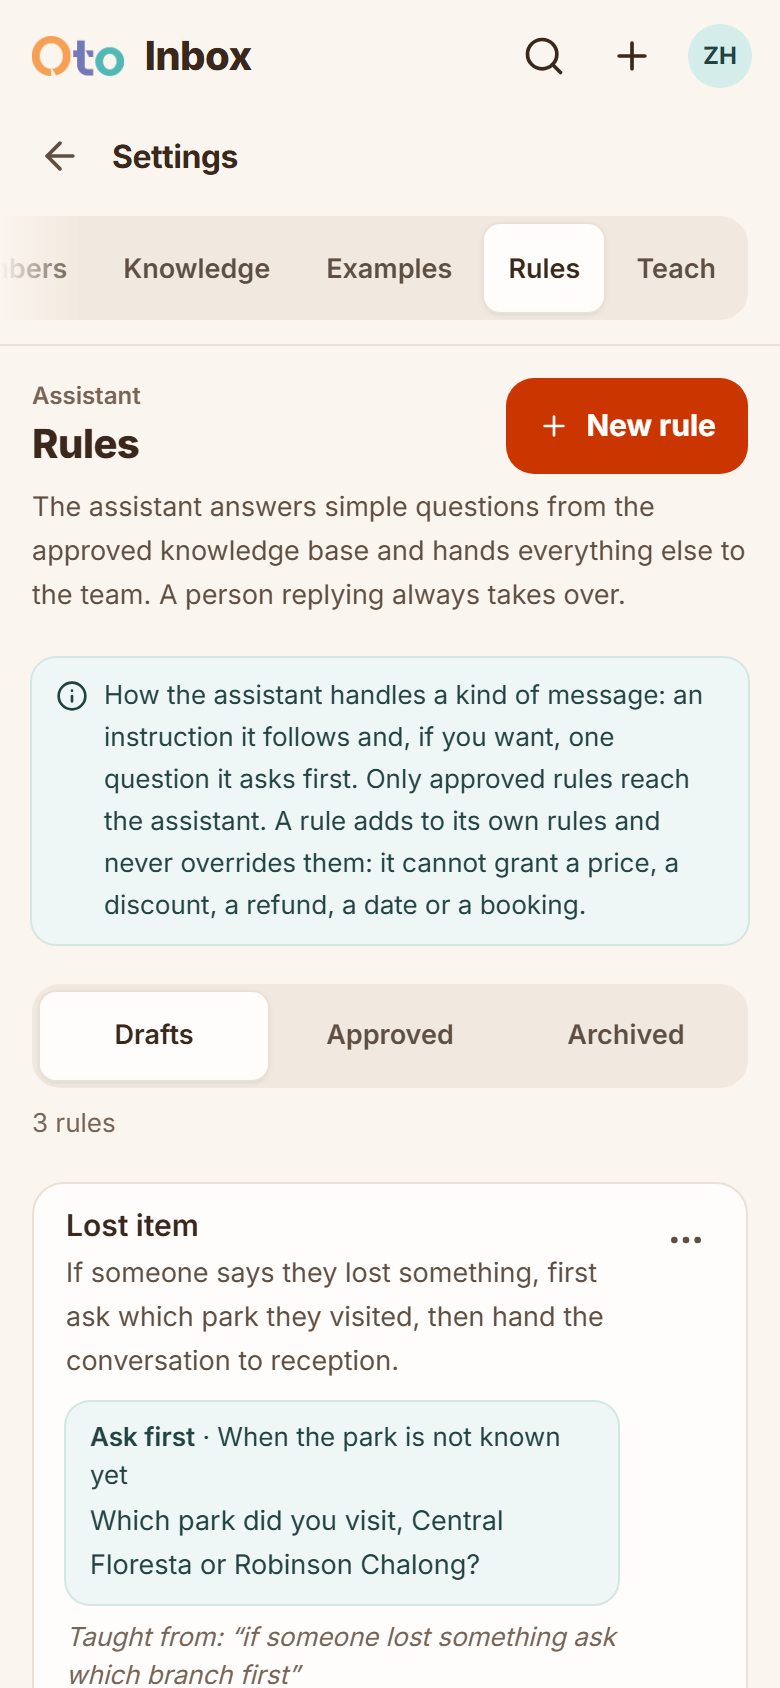 Oto Inbox
ZH
Settings
Knowledge
Examples
Rules
Teach
Assistant
Rules
+ New rule
The assistant answers simple questions from the
approved knowledge base and hands everything else to
the team. A person replying always takes over.
How the assistant handles a kind of message: an
instruction it follows and, if you want, one
question it asks first. Only approved rules reach
the assistant. A rule adds to its own rules and
never overrides them: it cannot grant a price, a
discount, a refund, a date or a booking.
Drafts
Approved
Archived
3 rules
Lost item
If someone says they lost something, first
ask which park they visited, then hand the
conversation to reception.
Ask first · When the park is not known
yet
Which park did you visit, Central
Floresta or Robinson Chalong?
Taught from: “if someone lost something ask
which branch first”